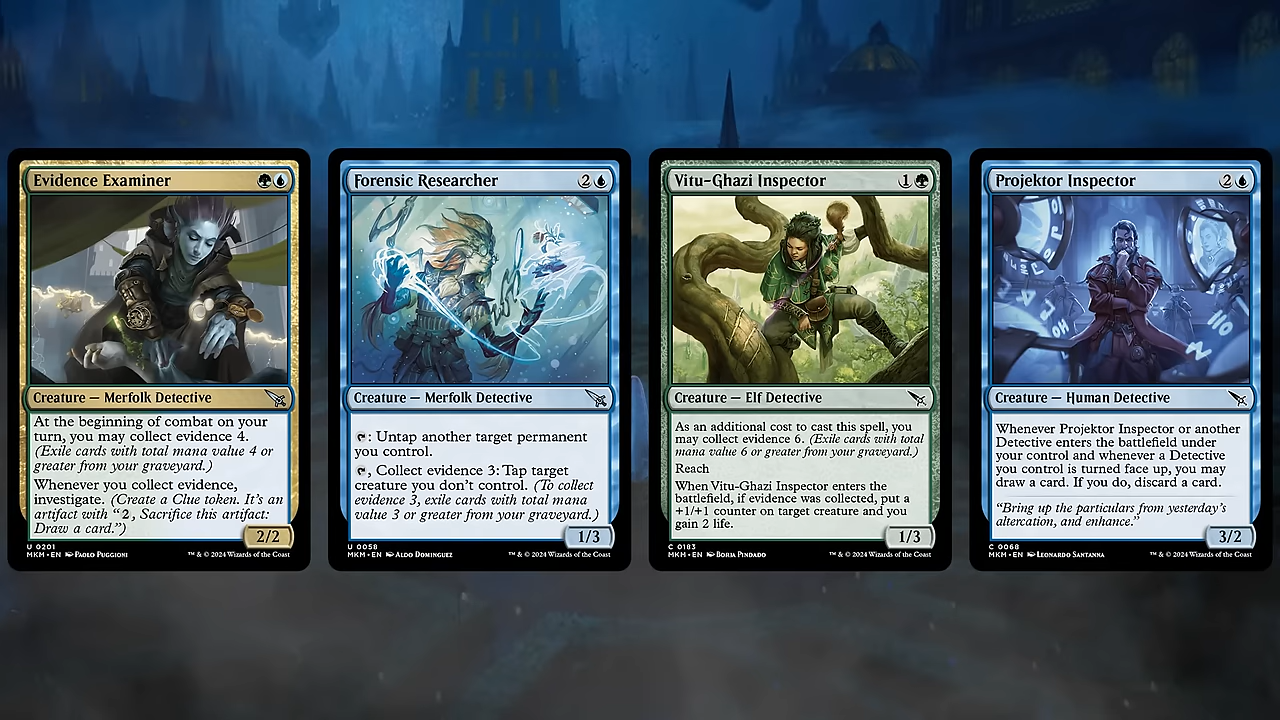 Evidence Examiner
Creature — Merfolk Detective
At the beginning of combat on your
turn, you may collect evidence 4.
(Exile cards with total mana value 4 or
greater from your graveyard.)
Whenever you collect evidence,
investigate. (Create a Clue token. It's an
artifact with “2, Sacrifice this artifact:
Draw a card.”)
2/2
U 0201
MKM • EN Paolo Puggioni
™ & © 2024 Wizards of the Coast
Forensic Researcher
2
Creature — Merfolk Detective
: Untap another target permanent
you control.
, Collect evidence 3: Tap target
creature you don't control. (To collect
evidence 3, exile cards with total mana
value 3 or greater from your graveyard.)
1/3
U 0058
MKM • EN Aldo Dominguez
™ & © 2024 Wizards of the Coast
Vitu-Ghazi Inspector
1
Creature — Elf Detective
As an additional cost to cast this spell, you
may collect evidence 6. (Exile cards with total
mana value 6 or greater from your graveyard.)
Reach
When Vitu-Ghazi Inspector enters the
battlefield, if evidence was collected, put a
+1/+1 counter on target creature and you
gain 2 life.
1/3
C 0183
MKM • EN Borja Pindado
™ & © 2024 Wizards of the Coast
Projektor Inspector
2
Creature — Human Detective
Whenever Projektor Inspector or another
Detective enters the battlefield under
your control and whenever a Detective
you control is turned face up, you may
draw a card. If you do, discard a card.
“Bring up the particulars from yesterday's
altercation, and enhance.”
3/2
C 0068
MKM • EN Leonardo Santanna
™ & © 2024 Wizards of the Coast